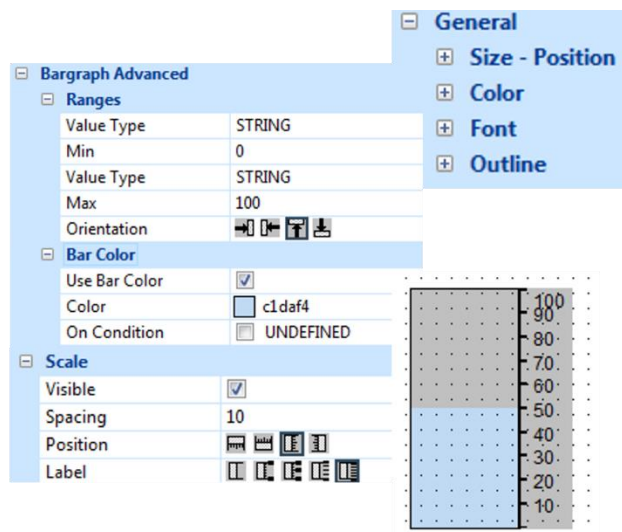 General
Size - Position
Color
Font
Outline
Bargraph Advanced
Ranges
Value Type STRING
Min 0
Value Type STRING
Max 100
Orientation
Bar Color
Use Bar Color
Color c1daf4
On Condition UNDEFINED
Scale
Visible
Spacing 10
Position
Label
100
90
80
70
60
50
40
30
20
10